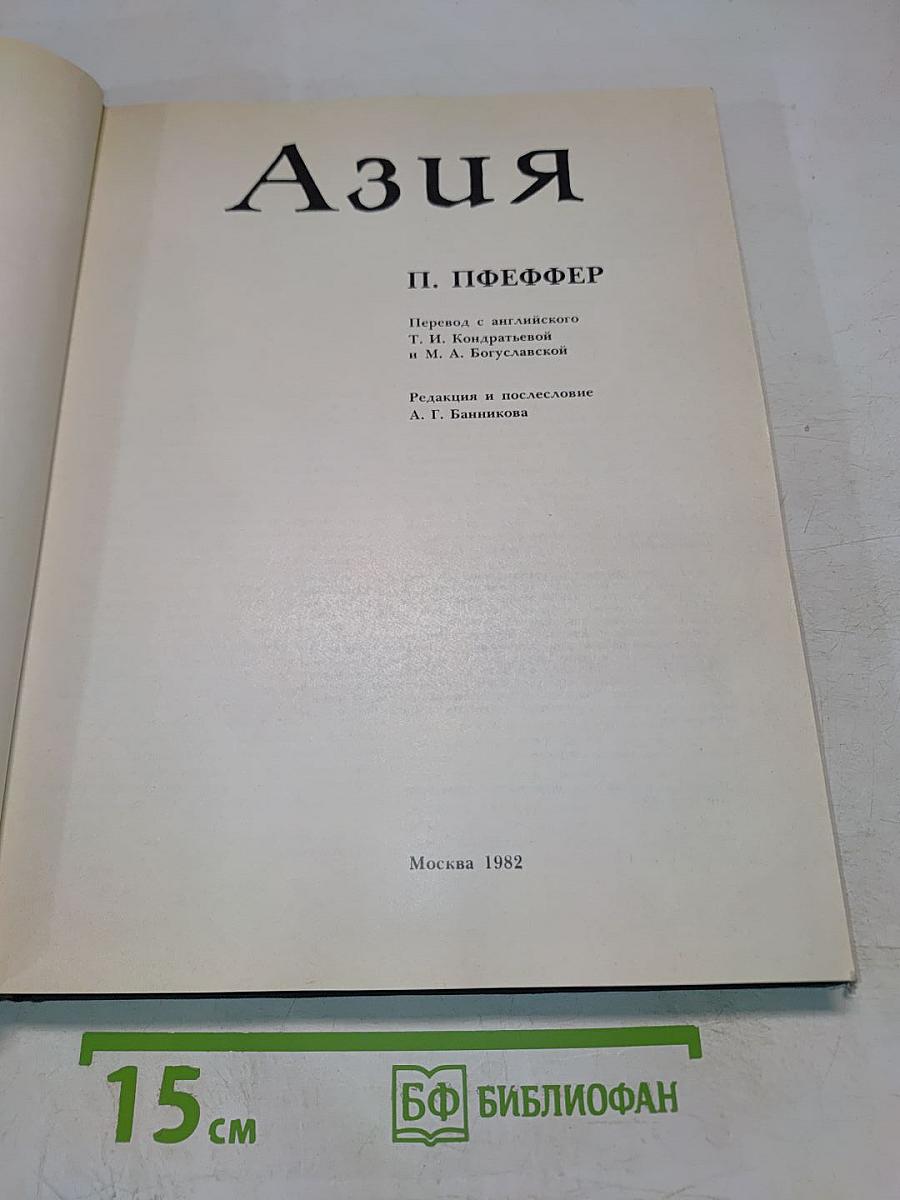 Азия
П. ПФЕФФЕР
Перевод с английского
Т. И. Кондратьевой
и М. А. Богуславской
Редакция и послесловие
А. Г. Банникова
Москва 1982
15 см
БФ БИБЛИОФАН